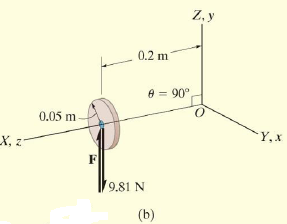 Z, y
0.2 m
θ = 90°
0.05 m
O
X, z
Y, x
F
9.81 N
(b)